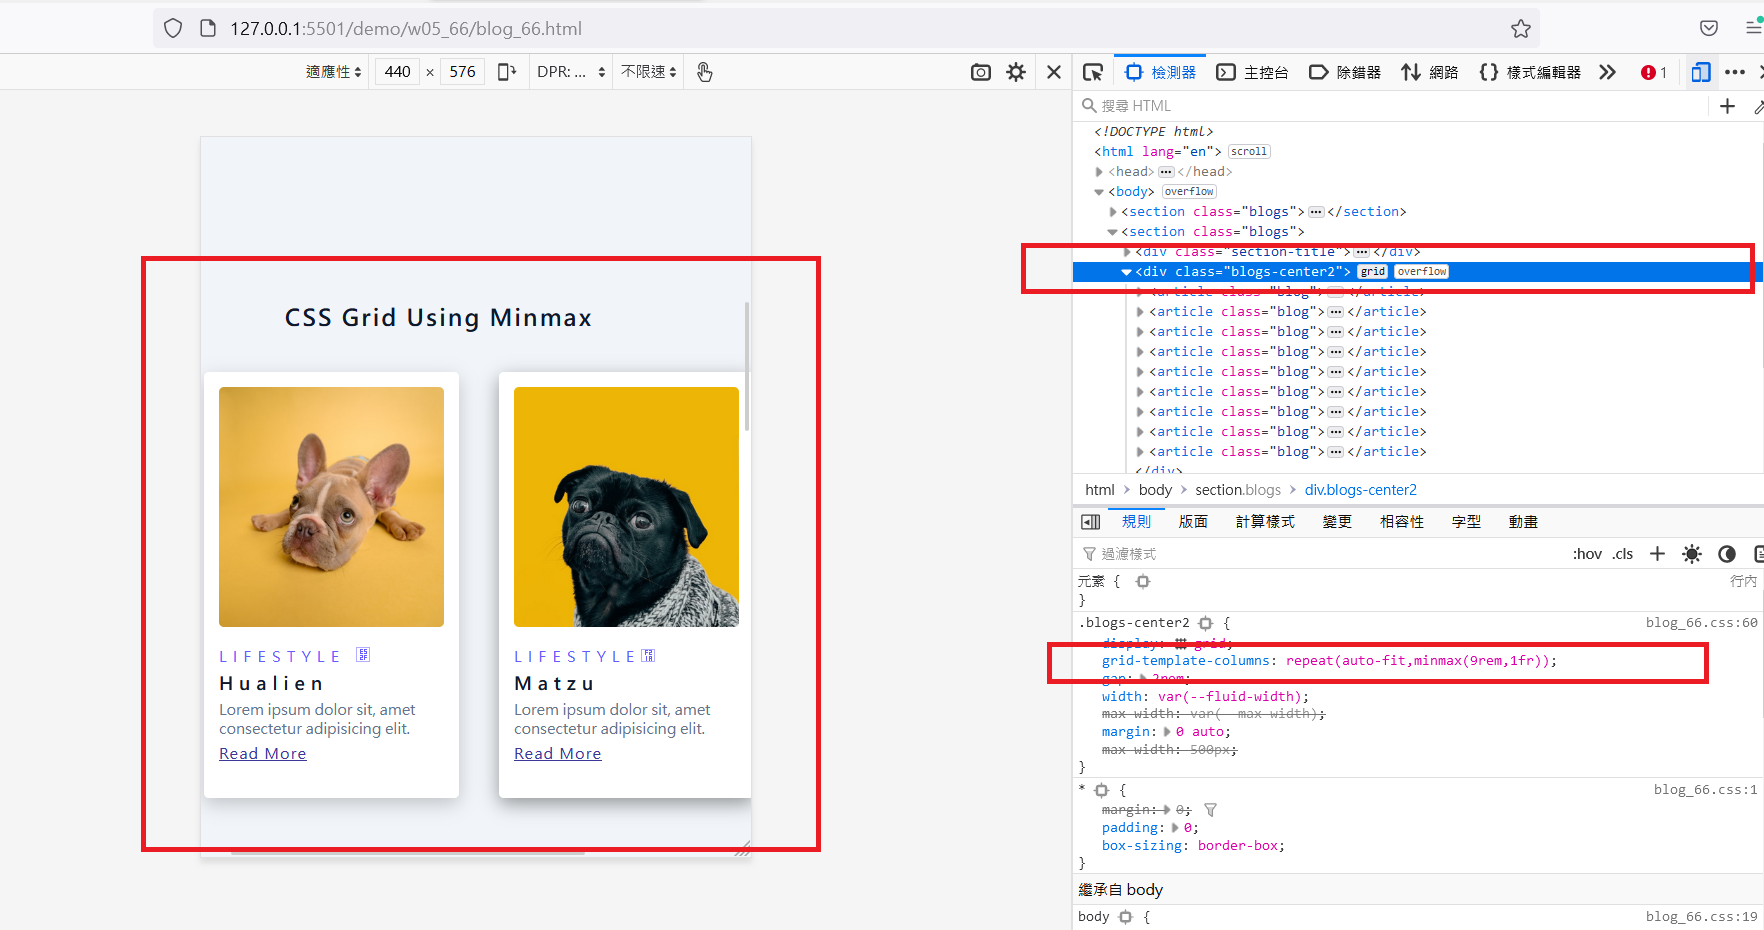 127.0.0.1:5501/demo/w05_66/blog_66.html
適應性 440 × 576 DPR: ... 不限速
檢測器 主控台 除錯器 網路 樣式編輯器 1
搜尋 HTML
<!DOCTYPE html>
<html lang="en"> scroll
<head> ••• </head>
<body> overflow
<section class="blogs"> ••• </section>
<section class="blogs">
<div class="section-title"> ••• </div>
<div class="blogs-center2"> grid overflow
<article class="blog"> ••• </article>
<article class="blog"> ••• </article>
<article class="blog"> ••• </article>
<article class="blog"> ••• </article>
<article class="blog"> ••• </article>
<article class="blog"> ••• </article>
<article class="blog"> ••• </article>
<article class="blog"> ••• </article>
<article class="blog"> ••• </article>
</div>
html > body > section.blogs > div.blogs-center2
規則 版面 計算樣式 變更 相容性 字型 動畫
過濾樣式 :hov .cls +
元素 { 行內
}
.blogs-center2 { blog_66.css:60
display: grid;
grid-template-columns: repeat(auto-fit,minmax(9rem,1fr));
gap: 2rem;
width: var(--fluid-width);
max-width: var(--max-width);
margin: 0 auto;
max-width: 500px;
}
* { blog_66.css:1
margin: 0;
padding: 0;
box-sizing: border-box;
}
繼承自 body
body { blog_66.css:19
CSS Grid Using Minmax
LIFESTYLE
Hualien
Lorem ipsum dolor sit, amet
consectetur adipisicing elit.
Read More
LIFESTYLE
Matzu
Lorem ipsum dolor sit, amet
consectetur adipisicing elit.
Read More